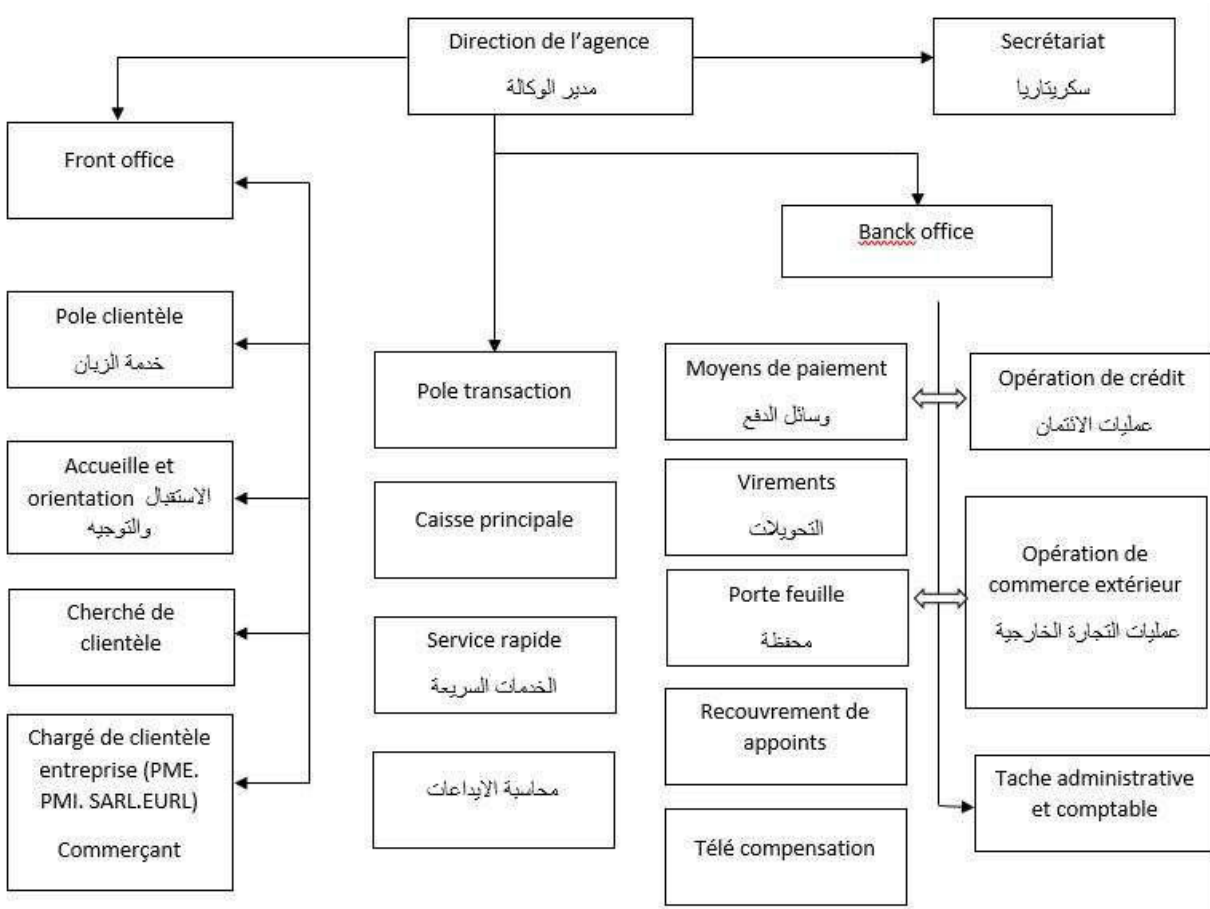 Direction de l'agence
مدير الوكالة
Secrétariat
سكريتاريا
Front office
Banck office
Pole clientèle
خدمة الزبان
Accueille et
orientation الاستقبال
والتوجيه
Cherché de
clientèle
Chargé de clientèle
entreprise (PME.
PMI. SARL.EURL)
Commerçant
Pole transaction
Caisse principale
Service rapide
الخدمات السريعة
محاسبة الايداعات
Moyens de paiement
وسائل الدفع
Virements
التحويلات
Porte feuille
محفظة
Recouvrement de
appoints
Télé compensation
Opération de crédit
عمليات الائتمان
Opération de
commerce extérieur
عمليات التجارة الخارجية
Tache administrative
et comptable